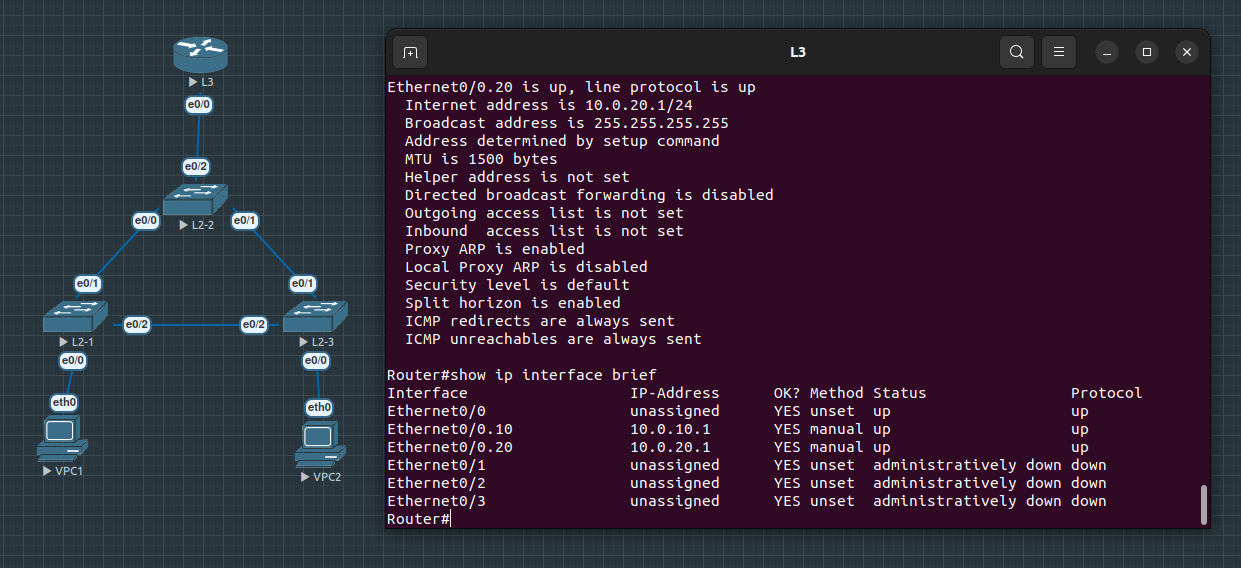 L3
e0/0
e0/2
L2-2
e0/0
e0/1
e0/1
e0/1
e0/2
e0/2
L2-1
L2-3
e0/0
e0/0
eth0
eth0
VPC1
VPC2
L3
Ethernet0/0.20 is up, line protocol is up
  Internet address is 10.0.20.1/24
  Broadcast address is 255.255.255.255
  Address determined by setup command
  MTU is 1500 bytes
  Helper address is not set
  Directed broadcast forwarding is disabled
  Outgoing access list is not set
  Inbound  access list is not set
  Proxy ARP is enabled
  Local Proxy ARP is disabled
  Security level is default
  Split horizon is enabled
  ICMP redirects are always sent
  ICMP unreachables are always sent
Router#show ip interface brief
Interface                  IP-Address      OK? Method Status                Protocol
Ethernet0/0                unassigned      YES unset  up                    up
Ethernet0/0.10             10.0.10.1       YES manual up                    up
Ethernet0/0.20             10.0.20.1       YES manual up                    up
Ethernet0/1                unassigned      YES unset  administratively down down
Ethernet0/2                unassigned      YES unset  administratively down down
Ethernet0/3                unassigned      YES unset  administratively down down
Router#